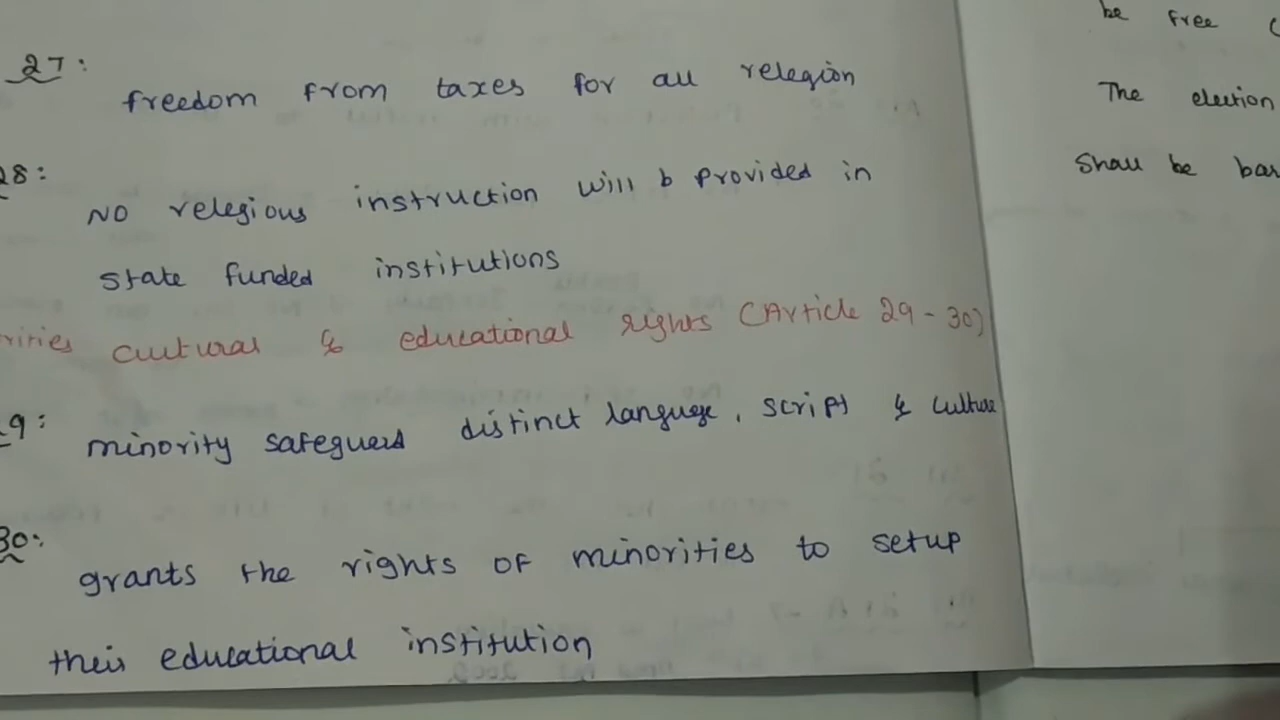 27:
freedom from taxes for all relegion
28:
NO relegious instruction will b provided in
state funded institutions
cultural & educational rights (Article 29-30)
9:
minority safeguerd distinct language, script & culture
30:
grants the rights of minorities to setup
their educational institution
be free
The election
Shall be